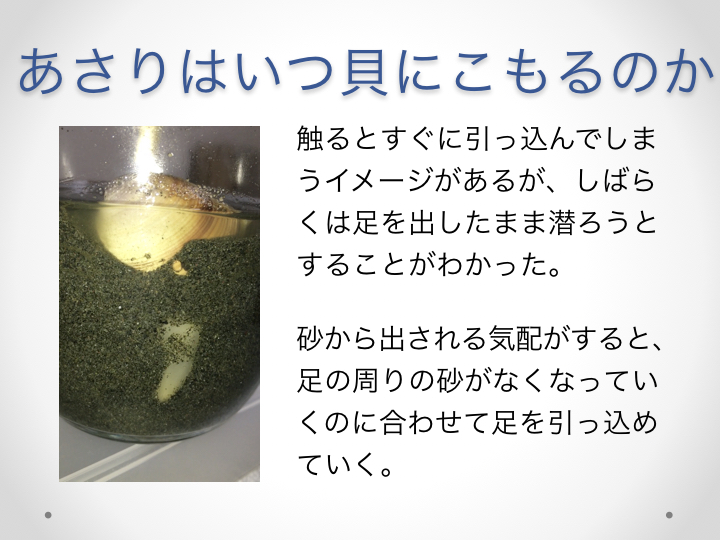 あさりはいつ貝にこもるのか
触るとすぐに引っ込んでしま
うイメージがあるが、しばら
くは足を出したまま潜ろうと
することがわかった。
砂から出される気配がすると、
足の周りの砂がなくなってい
くのに合わせて足を引っ込め
ていく。